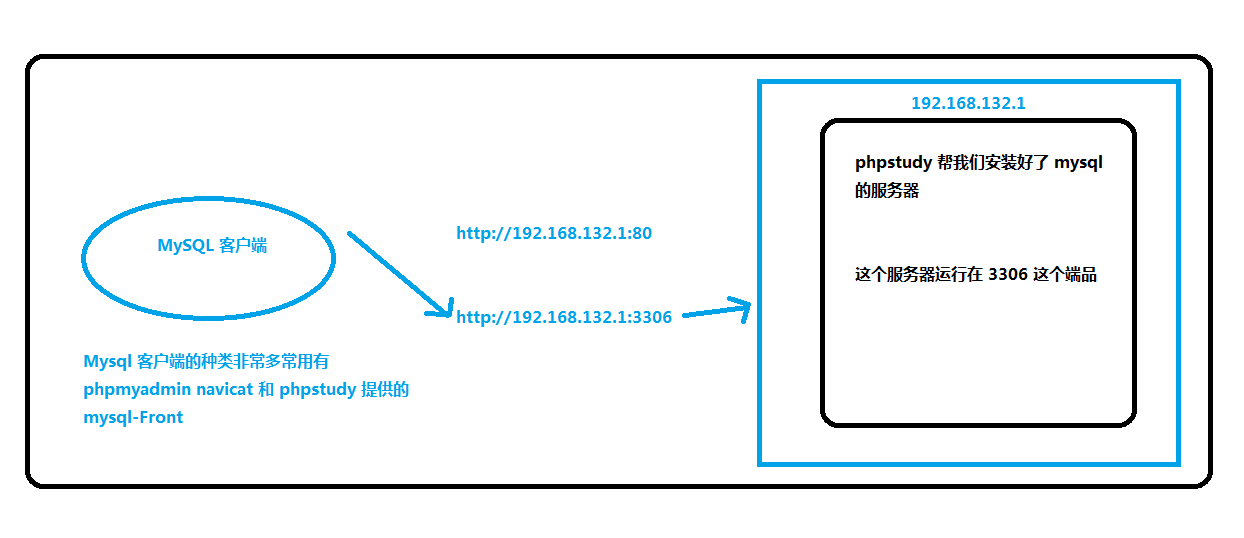 192.168.132.1
phpstudy 帮我们安装好了 mysql
的服务器
http://192.168.132.1:80
MySQL 客户端
这个服务器运行在 3306 这个端品
http://192.168.132.1:3306
Mysql 客户端的种类非常多常用有
phpmyadmin navicat 和 phpstudy 提供的
mysql-Front